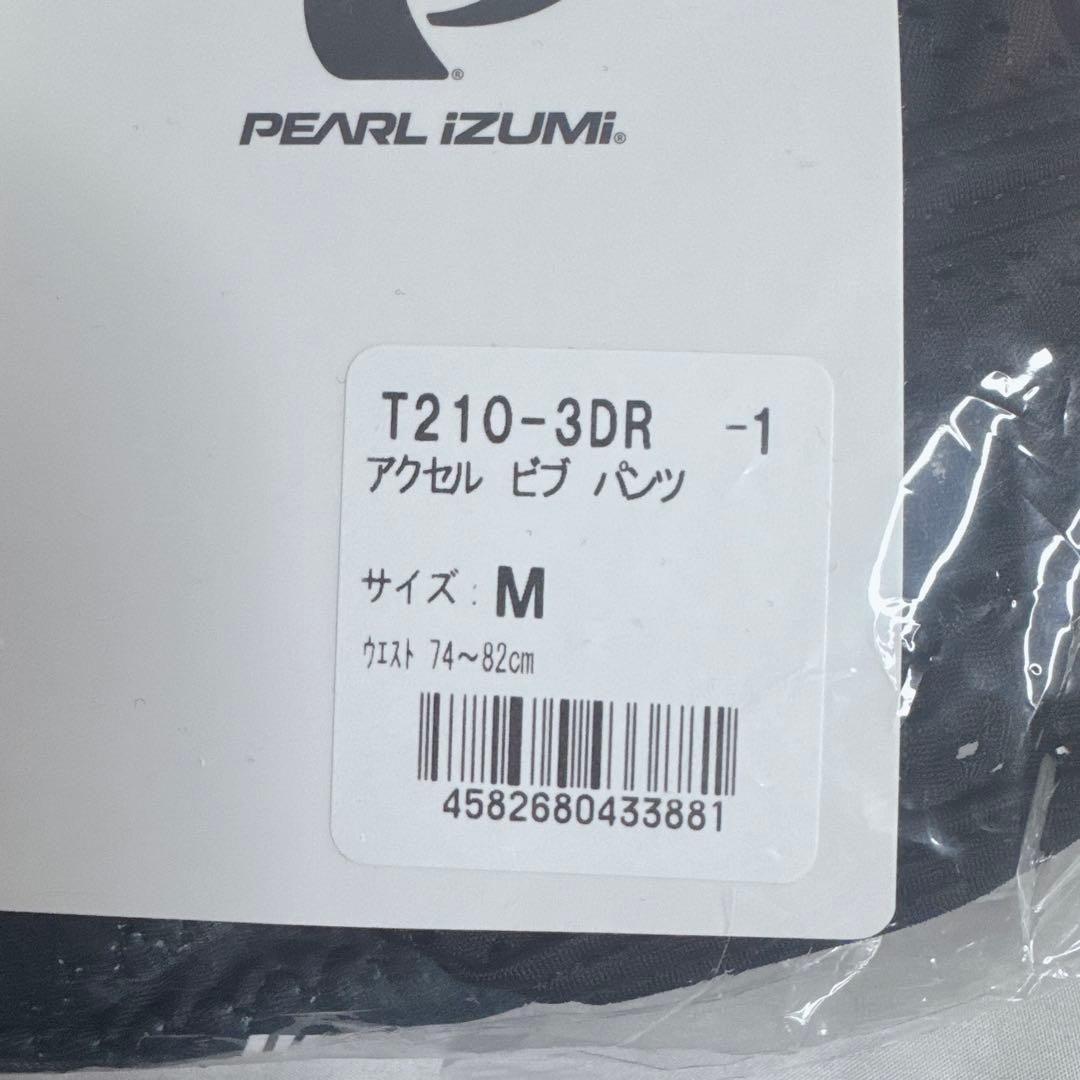 PEARL iZUMi®
T210-3DR -1
アクセル ビブ パンツ
サイズ: M
ウエスト 74～82cm
4582680433881